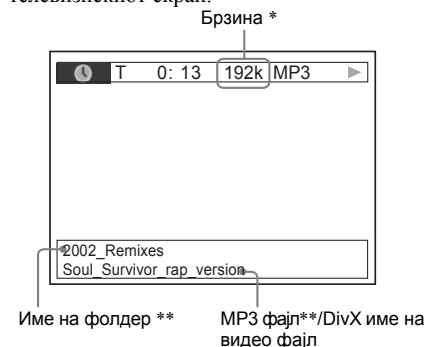 телевизискиот екран.
Брзина *
T 0: 13 192k MP3
2002_Remixes
Soul_Survivor_rap_version
Име на фолдер **
MP3 фајл**/DivX име на
видео фајл